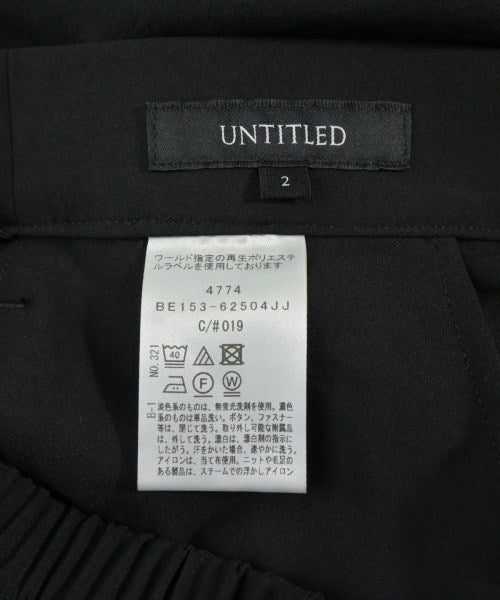 UNTITLED
2
ワールド指定の再生ポリエステ
ルラベルを使用しております
4774
BE153-62504JJ
C/#019
NO.321
40
F
W
B-1
淡色系のものは、無蛍光洗剤を使用。濃色
系のものは単品洗い。ボタン、ファスナー
等は、閉じて洗う。取り外し可能な附属品
は、外して洗う。漂白は、漂白剤の指示に
したがう。汗をかいた場合、速やかに洗う。
アイロンは、当て布使用。ニットや毛足の
ある製品は、スチームでの浮かしアイロン